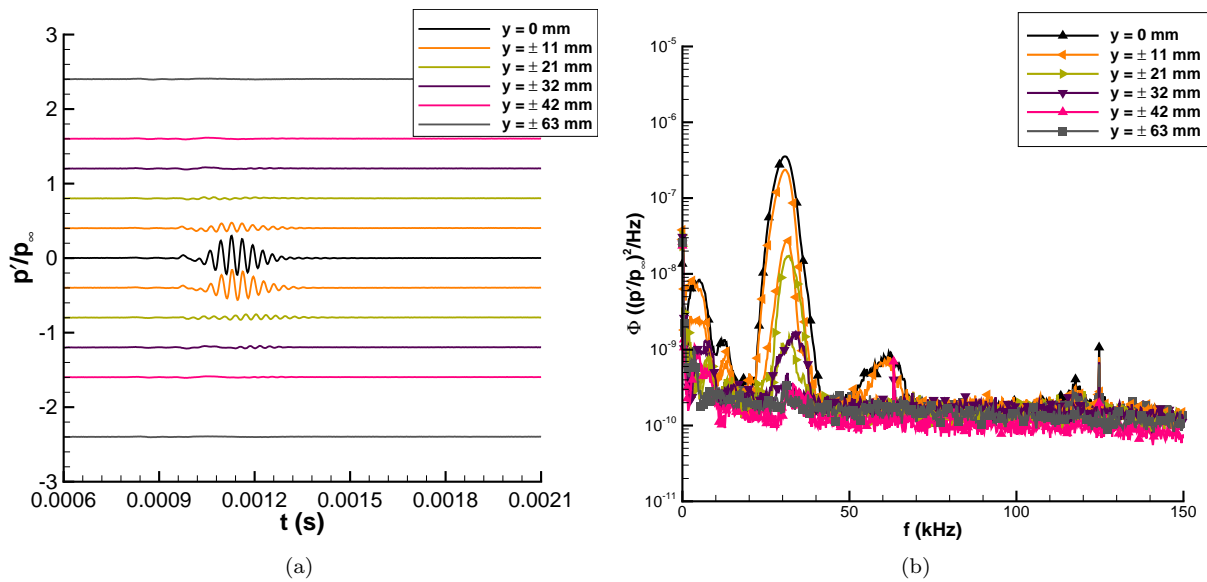 y = 0 mm
y = ± 11 mm
y = ± 21 mm
y = ± 32 mm
y = ± 42 mm
y = ± 63 mm
3
2
1
0
-1
-2
-3
p′/p∞
0.0006 0.0009 0.0012 0.0015 0.0018 0.0021
t (s)
(a)
y = 0 mm
y = ± 11 mm
y = ± 21 mm
y = ± 32 mm
y = ± 42 mm
y = ± 63 mm
10⁻⁵
10⁻⁶
10⁻⁷
10⁻⁸
10⁻⁹
10⁻¹⁰
10⁻¹¹
Φ ((p′/p∞)²/Hz)
0 50 100 150
f (kHz)
(b)